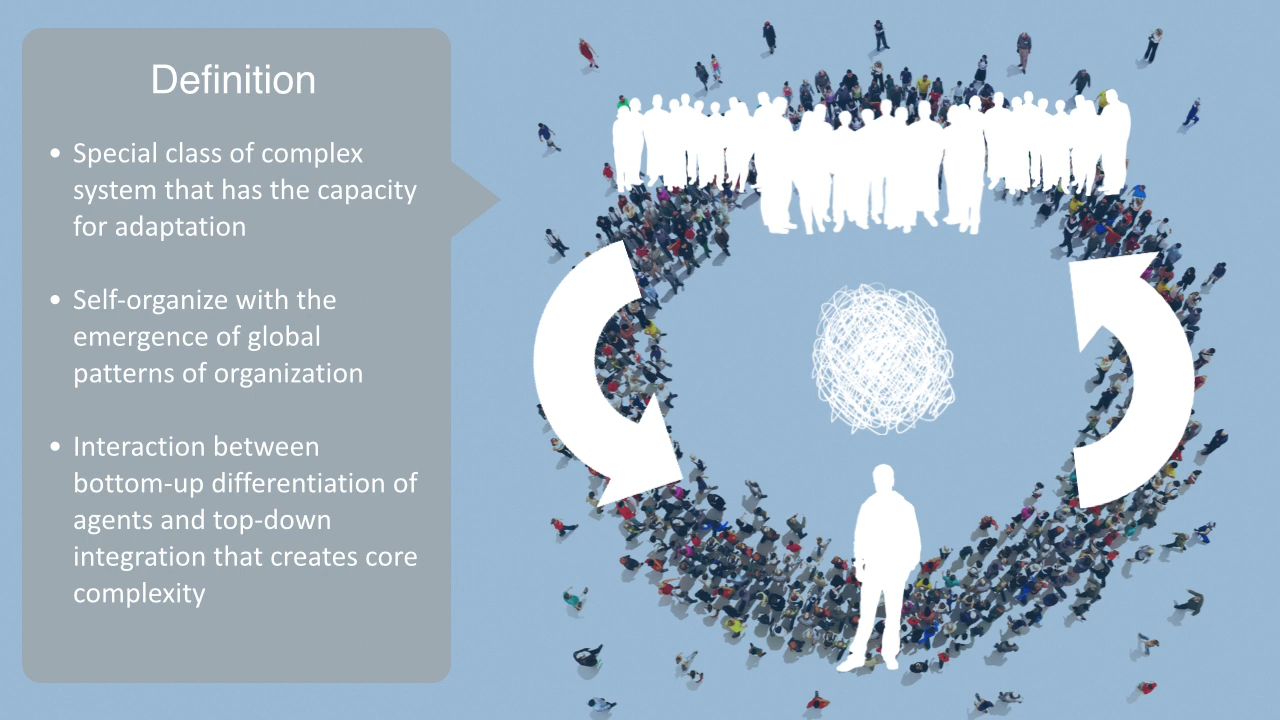 Definition
• Special class of complex
system that has the capacity
for adaptation
• Self-organize with the
emergence of global
patterns of organization
• Interaction between
bottom-up differentiation of
agents and top-down
integration that creates core
complexity